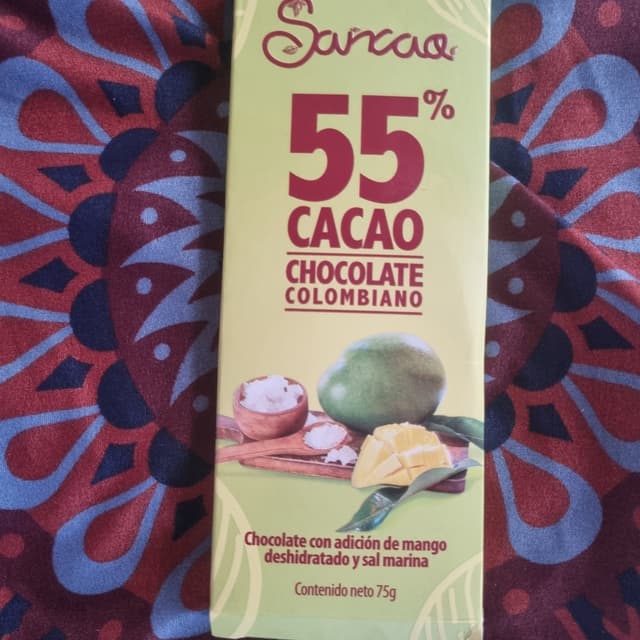 Sancao
55%
CACAO
CHOCOLATE
COLOMBIANO
Chocolate con adición de mango
deshidratado y sal marina
Contenido neto 75g